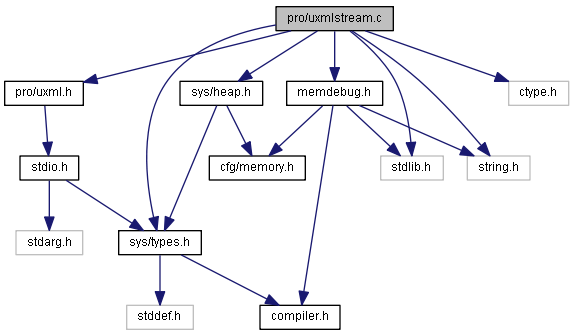 pro/uxmlstream.c
pro/uxml.h
sys/heap.h
memdebug.h
ctype.h
stdio.h
cfg/memory.h
stdlib.h
string.h
stdarg.h
sys/types.h
stddef.h
compiler.h